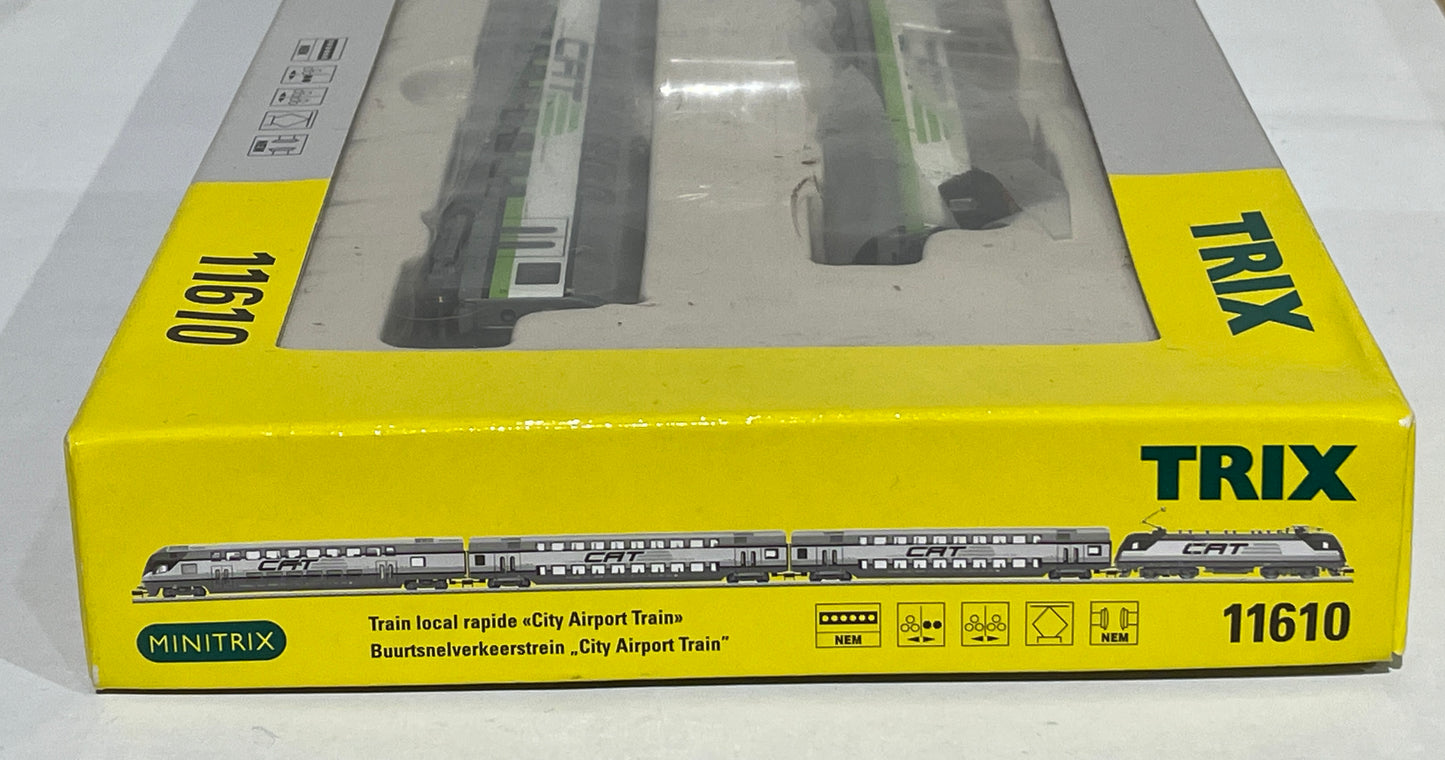 CAT
11610
TRIX
TRIX
CAT
CAT
CAT
CAT
MINITRIX
Train local rapide «City Airport Train»
Buurtsnelverkeerstrein „City Airport Train”
NEM
NEM
11610